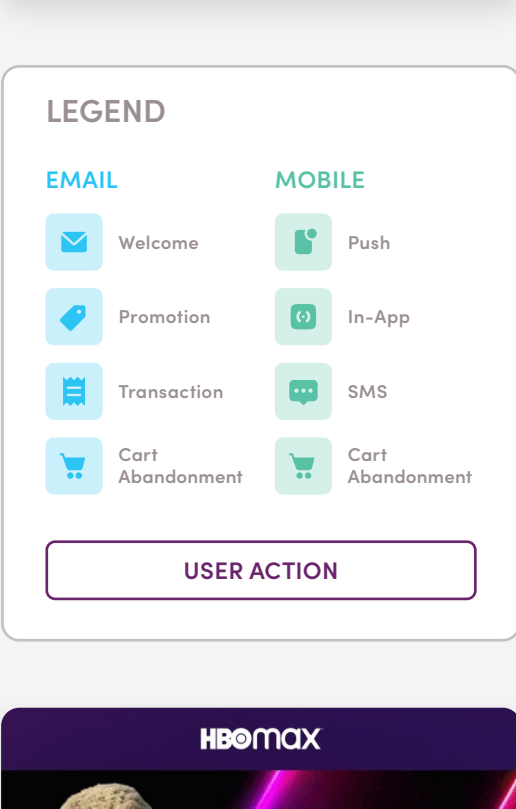 LEGEND
EMAIL
Welcome
Promotion
Transaction
Cart
Abandonment
MOBILE
Push
In-App
SMS
Cart
Abandonment
USER ACTION
HBOmax